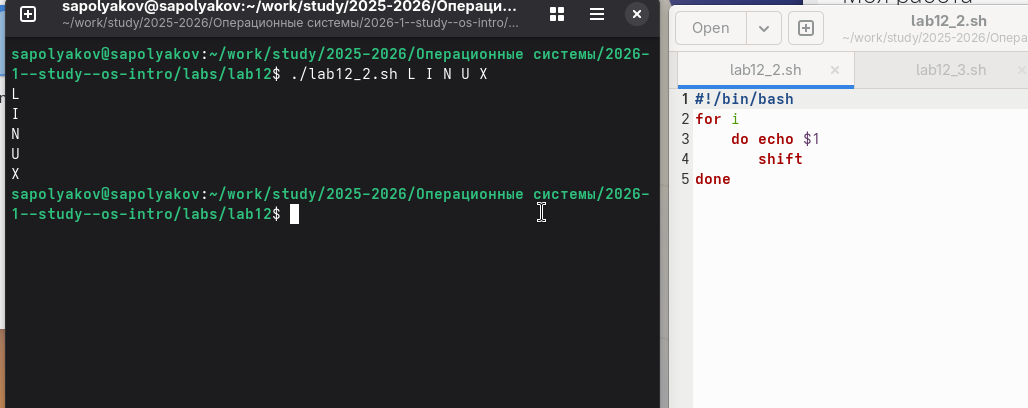 sapolyakov@sapolyakov:~/work/study/2025-2026/Операци...
~/work/study/2025-2026/Операционные системы/2026-1--study--os-intro/...
sapolyakov@sapolyakov:~/work/study/2025-2026/Операционные системы/2026-
1--study--os-intro/labs/lab12$ ./lab12_2.sh L I N U X
L
I
N
U
X
sapolyakov@sapolyakov:~/work/study/2025-2026/Операционные системы/2026-
1--study--os-intro/labs/lab12$
Open
lab12_2.sh
~/work/study/2025-2026/Опера
lab12_2.sh
lab12_3.sh
1 #!/bin/bash
2 for i
3     do echo $1
4        shift
5 done